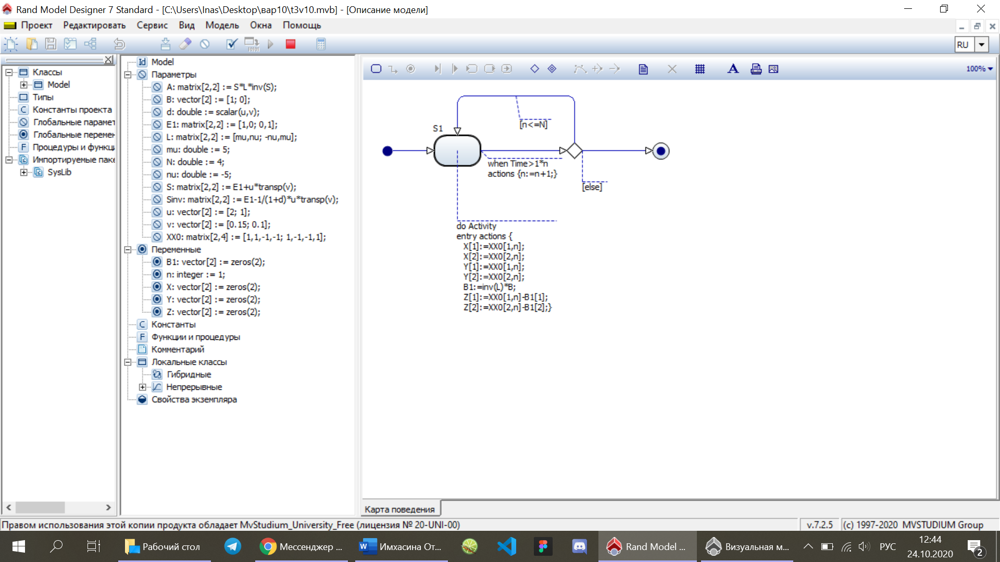 Rand Model Designer 7 Standard - [C:\Users\Inas\Desktop\вар10\t3v10.mvb] - [Описание модели]
Проект Редактировать Сервис Вид Модель Окна Помощь
RU
Классы
Model
Типы
Константы проекта
Глобальные парамет
Глобальные перемен
Процедуры и функци
Импортируемые паке
SysLib
Id Model
Параметры
A: matrix[2,2] := S*L*inv(S);
B: vector[2] := [1; 0];
d: double := scalar(u,v);
E1: matrix[2,2] := [1,0; 0,1];
L: matrix[2,2] := [mu,nu; -nu,mu];
mu: double := 5;
N: double := 4;
nu: double := -5;
S: matrix[2,2] := E1+u*transp(v);
Sinv: matrix[2,2] := E1-1/(1+d)*u*transp(v);
u: vector[2] := [2; 1];
v: vector[2] := [0.15; 0.1];
XX0: matrix[2,4] := [1,1,-1,-1; 1,-1,-1,1];
Переменные
B1: vector[2] := zeros(2);
n: integer := 1;
X: vector[2] := zeros(2);
Y: vector[2] := zeros(2);
Z: vector[2] := zeros(2);
C Константы
F Функции и процедуры
Комментарий
Локальные классы
Гибридные
Непрерывные
Свойства экземпляра
100%
S1
[n<=N]
when Time>1*n
actions {n:=n+1;}
[else]
do Activity
entry actions {
X[1]:=XX0[1,n];
X[2]:=XX0[2,n];
Y[1]:=XX0[1,n];
Y[2]:=XX0[2,n];
B1:=inv(L)*B;
Z[1]:=XX0[1,n]-B1[1];
Z[2]:=XX0[2,n]-B1[2];}
Карта поведения
Правом использования этой копии продукта обладает MvStudium_University_Free (лицензия № 20-UNI-00)
v.7.2.5
(c) 1997-2020 MVSTUDIUM Group
Рабочий стол
Мессенджер ...
Имхасина От...
Rand Model ...
Визуальная м...
РУС
12:44
24.10.2020
2